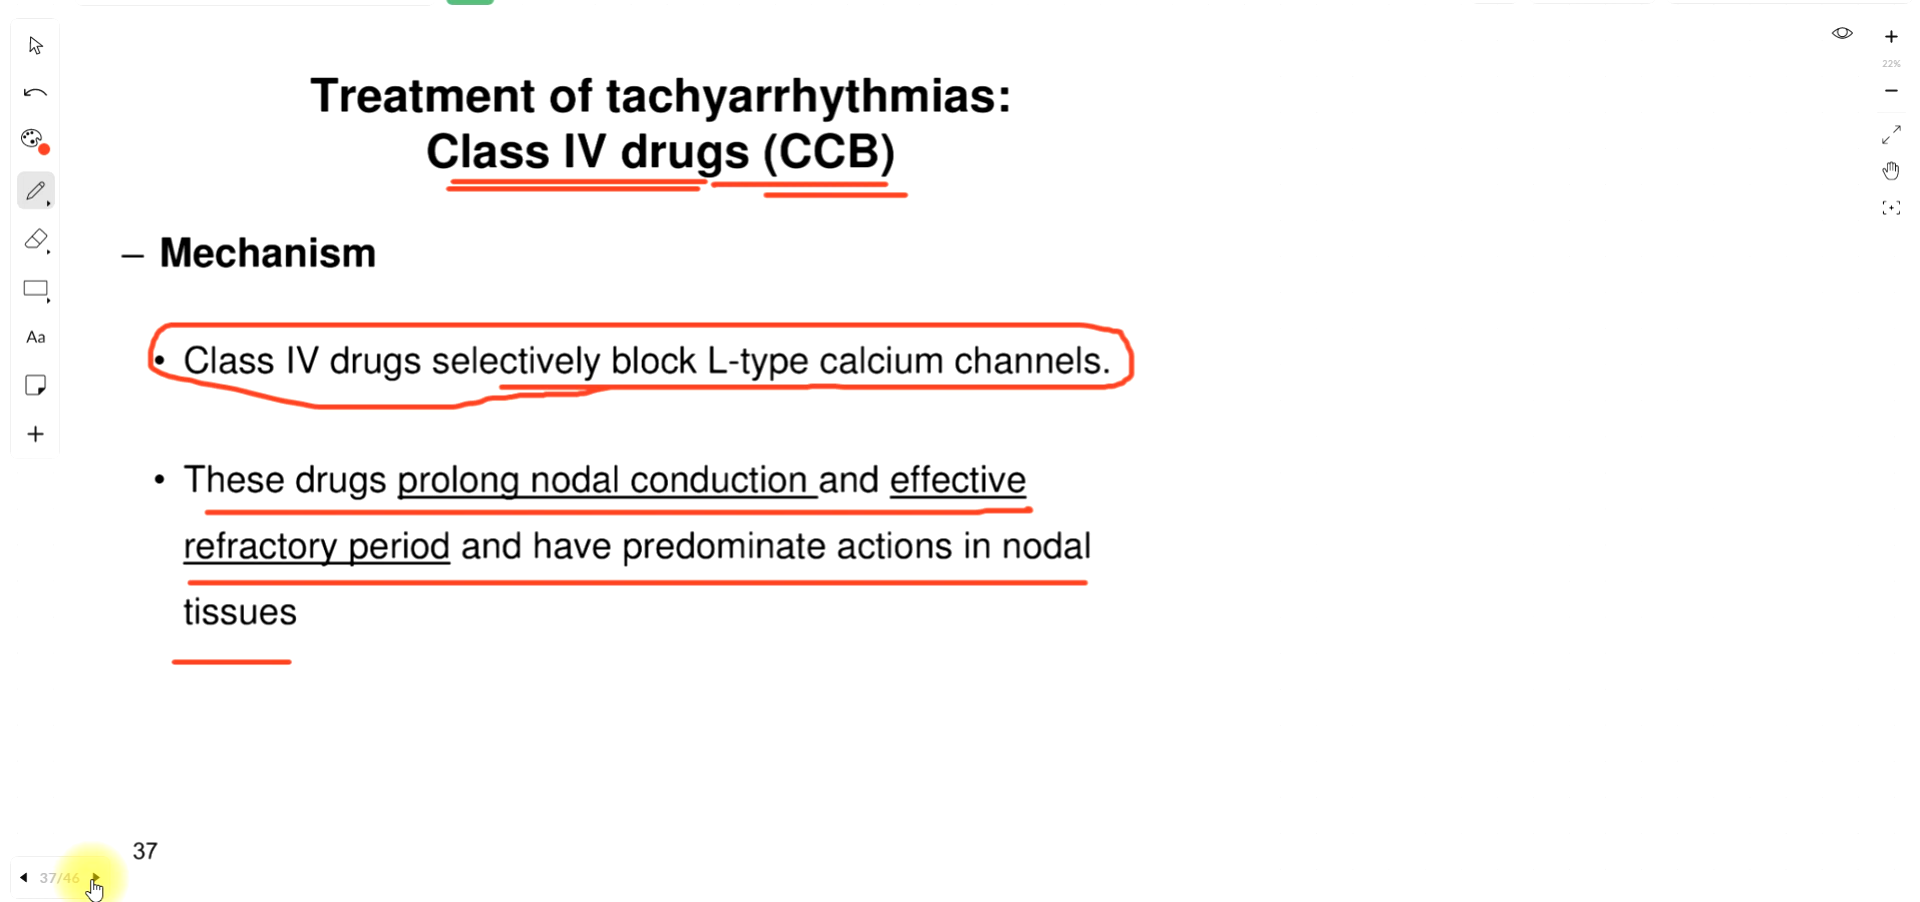 Treatment of tachyarrhythmias:
Class IV drugs (CCB)
– Mechanism
• Class IV drugs selectively block L-type calcium channels.
• These drugs prolong nodal conduction and effective
refractory period and have predominate actions in nodal
tissues
37
37/46
Aa
22%